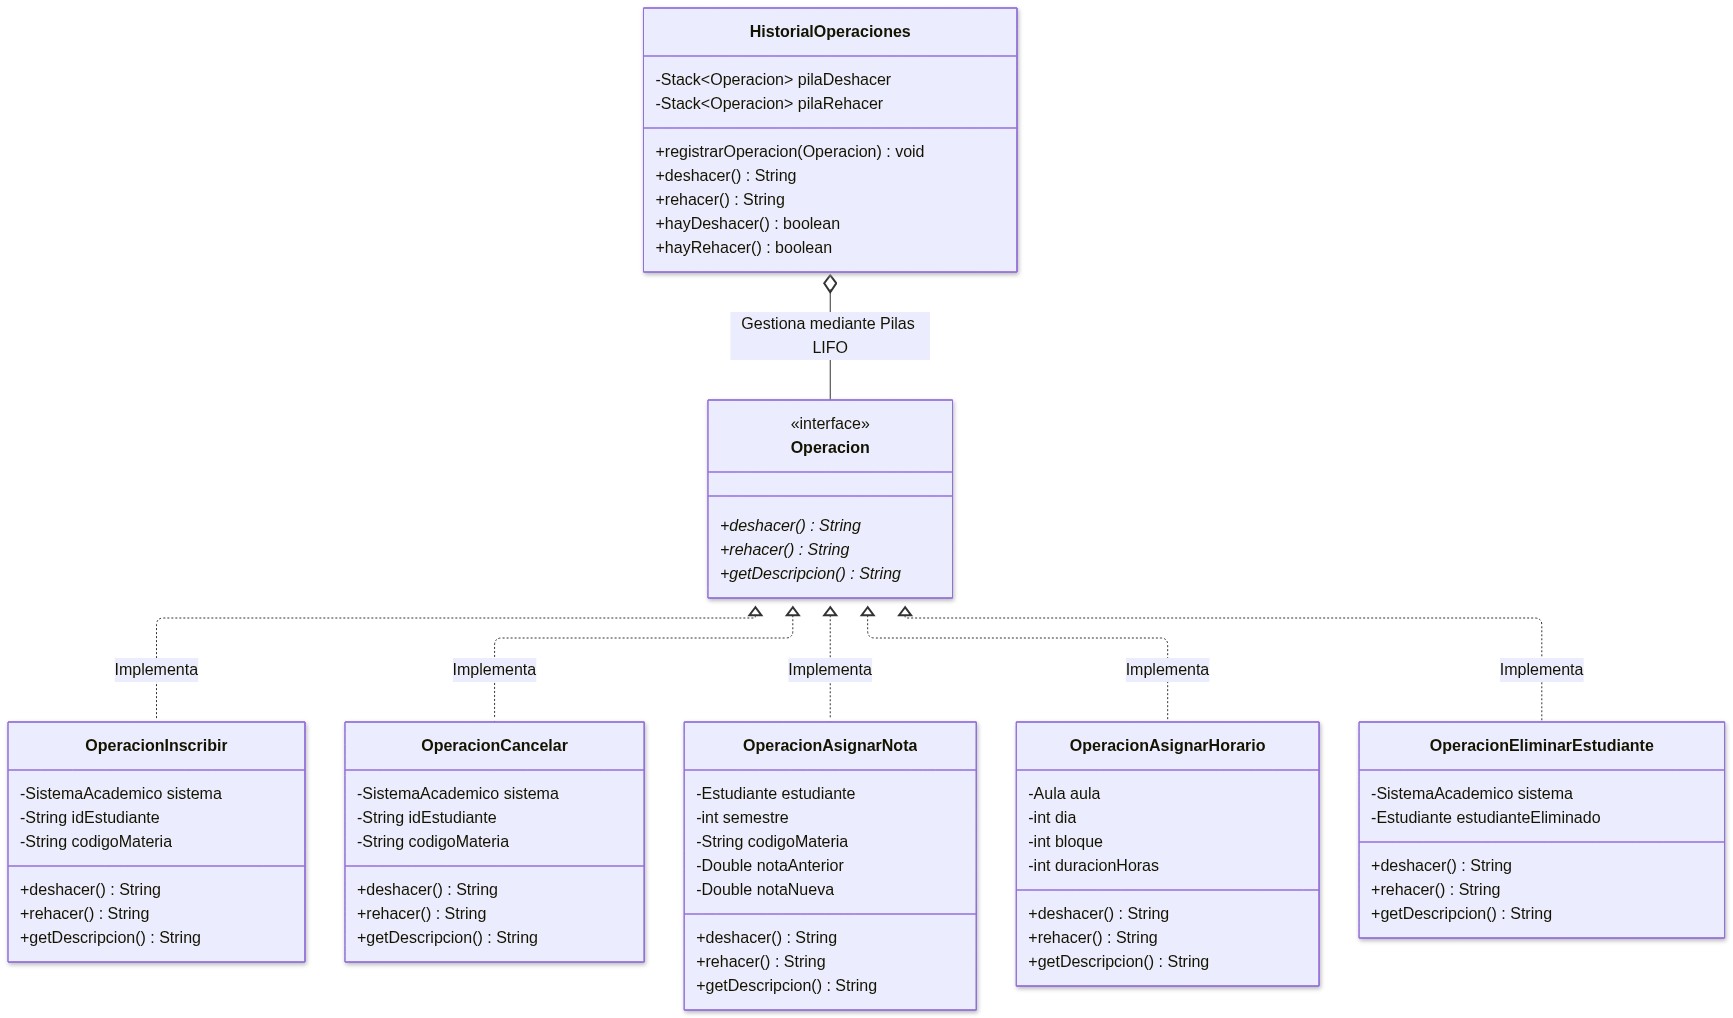 HistorialOperaciones
-Stack<Operacion> pilaDeshacer
-Stack<Operacion> pilaRehacer
+registrarOperacion(Operacion) : void
+deshacer() : String
+rehacer() : String
+hayDeshacer() : boolean
+hayRehacer() : boolean
Gestiona mediante Pilas
LIFO
«interface»
Operacion
+deshacer() : String
+rehacer() : String
+getDescripcion() : String
Implementa
Implementa
Implementa
Implementa
Implementa
OperacionInscribir
-SistemaAcademico sistema
-String idEstudiante
-String codigoMateria
+deshacer() : String
+rehacer() : String
+getDescripcion() : String
OperacionCancelar
-SistemaAcademico sistema
-String idEstudiante
-String codigoMateria
+deshacer() : String
+rehacer() : String
+getDescripcion() : String
OperacionAsignarNota
-Estudiante estudiante
-int semestre
-String codigoMateria
-Double notaAnterior
-Double notaNueva
+deshacer() : String
+rehacer() : String
+getDescripcion() : String
OperacionAsignarHorario
-Aula aula
-int dia
-int bloque
-int duracionHoras
+deshacer() : String
+rehacer() : String
+getDescripcion() : String
OperacionEliminarEstudiante
-SistemaAcademico sistema
-Estudiante estudianteEliminado
+deshacer() : String
+rehacer() : String
+getDescripcion() : String